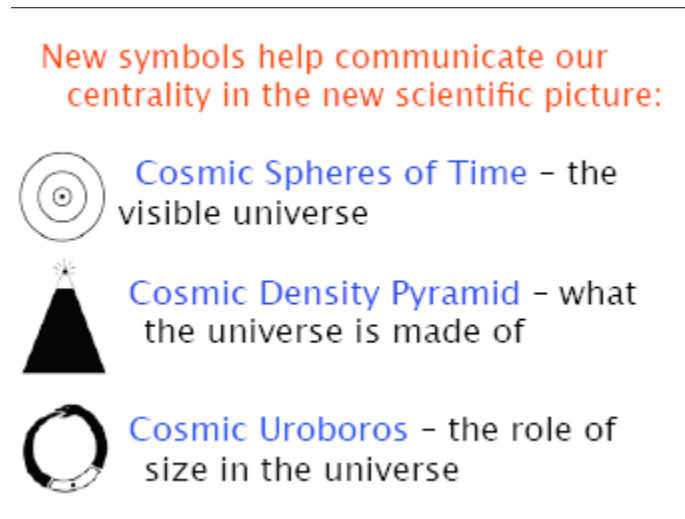 New symbols help communicate our
centrality in the new scientific picture:
Cosmic Spheres of Time – the
visible universe
Cosmic Density Pyramid – what
the universe is made of
Cosmic Uroboros – the role of
size in the universe